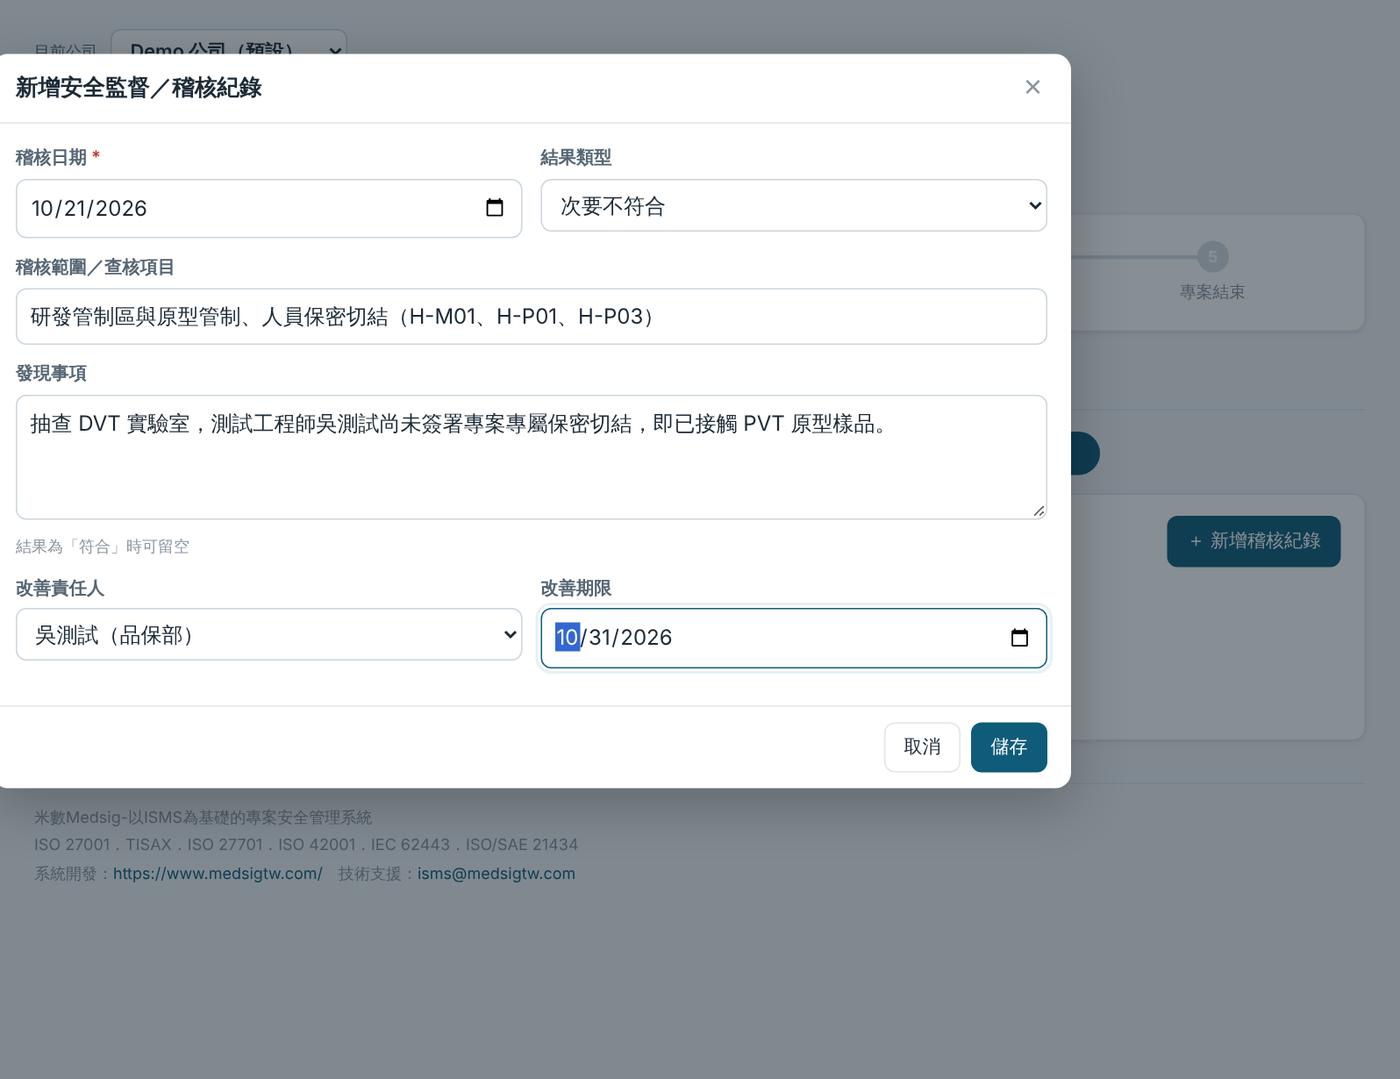 目前公司 Demo 公司（預設）
新增安全監督／稽核紀錄 ×
稽核日期 * 結果類型
10/21/2026 次要不符合
稽核範圍／查核項目
研發管制區與原型管制、人員保密切結（H-M01、H-P01、H-P03）
5
專案結束
發現事項
抽查 DVT 實驗室，測試工程師吳測試尚未簽署專案專屬保密切結，即已接觸 PVT 原型樣品。
結果為「符合」時可留空
＋ 新增稽核紀錄
改善責任人 改善期限
吳測試（品保部） 10/31/2026
取消 儲存
米數Medsig-以ISMS為基礎的專案安全管理系統
ISO 27001．TISAX．ISO 27701．ISO 42001．IEC 62443．ISO/SAE 21434
系統開發：https://www.medsigtw.com/ 技術支援：isms@medsigtw.com